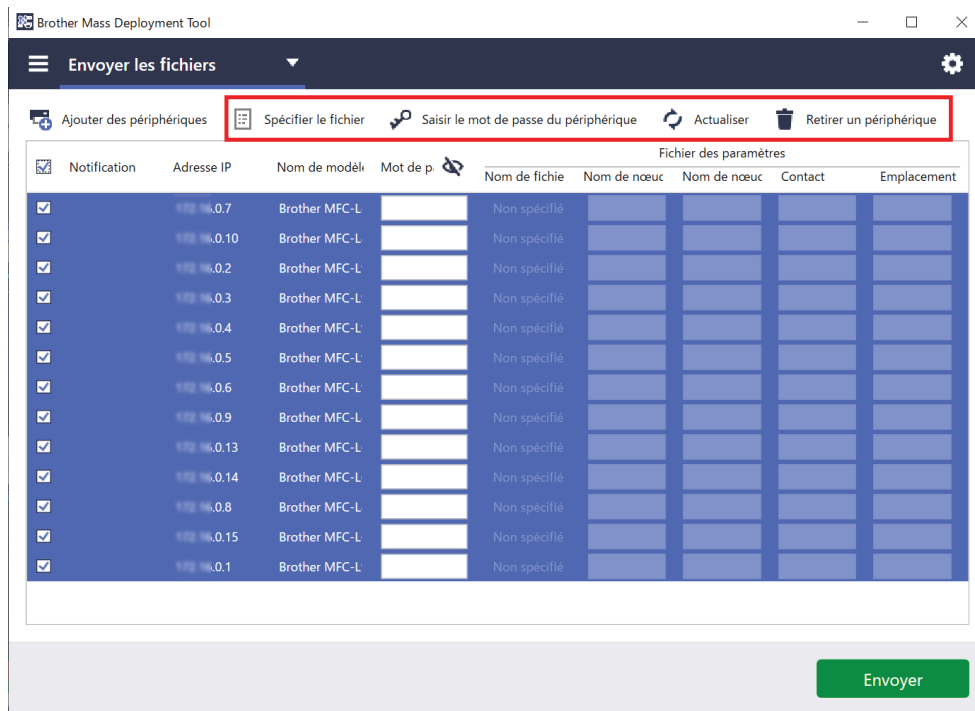 Brother Mass Deployment Tool
Envoyer les fichiers
Ajouter des périphériques Spécifier le fichier Saisir le mot de passe du périphérique Actualiser Retirer un périphérique
Fichier des paramètres
Notification Adresse IP Nom de modèle Mot de p Nom de fichie Nom de nœuc Nom de nœuc Contact Emplacement
.0.7 Brother MFC-L Non spécifié
.0.10 Brother MFC-L Non spécifié
.0.2 Brother MFC-L Non spécifié
.0.3 Brother MFC-L Non spécifié
.0.4 Brother MFC-L Non spécifié
.0.5 Brother MFC-L Non spécifié
.0.6 Brother MFC-L Non spécifié
.0.9 Brother MFC-L Non spécifié
.0.13 Brother MFC-L Non spécifié
.0.14 Brother MFC-L Non spécifié
.0.8 Brother MFC-L Non spécifié
.0.15 Brother MFC-L Non spécifié
.0.1 Brother MFC-L Non spécifié
Envoyer